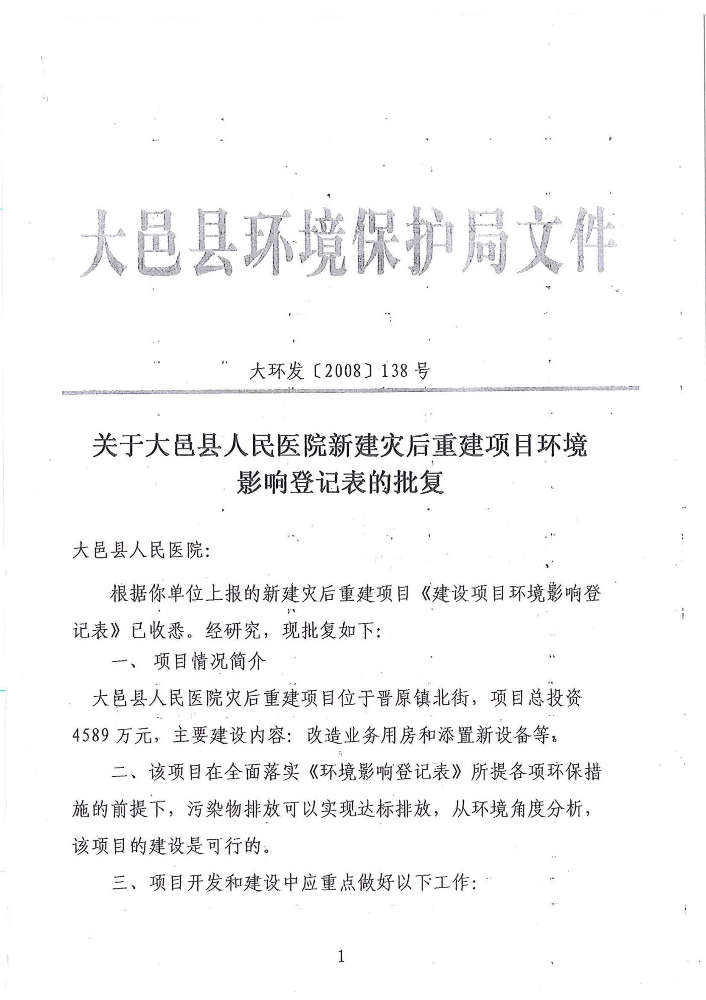 大邑县环境保护局文件
大环发〔2008〕138号
关于大邑县人民医院新建灾后重建项目环境
影响登记表的批复
大邑县人民医院：
根据你单位上报的新建灾后重建项目《建设项目环境影响登
记表》已收悉。经研究，现批复如下：
一、 项目情况简介
大邑县人民医院灾后重建项目位于晋原镇北街，项目总投资
4589万元，主要建设内容：改造业务用房和添置新设备等。
二、该项目在全面落实《环境影响登记表》所提各项环保措
施的前提下，污染物排放可以实现达标排放，从环境角度分析，
该项目的建设是可行的。
三、项目开发和建设中应重点做好以下工作：
1